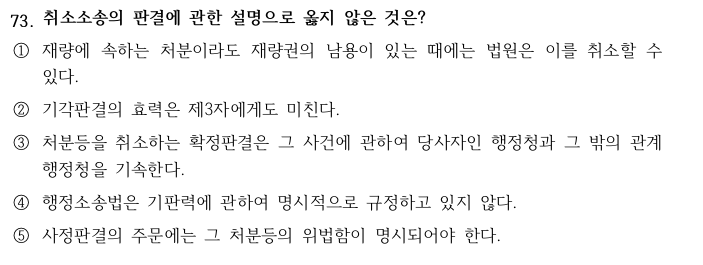 73. 취소소송의 판결에 관한 설명으로 옳지 않은 것은?
① 재량에 속하는 처분이라도 재량권의 남용이 있는 때에는 법원은 이를 취소할 수
있다.
② 기각판결의 효력은 제3자에게도 미친다.
③ 처분등을 취소하는 확정판결은 그 사건에 관하여 당사자인 행정청과 그 밖의 관계
행정청을 기속한다.
④ 행정소송법은 기판력에 관하여 명시적으로 규정하고 있지 않다.
⑤ 사정판결의 주문에는 그 처분등의 위법함이 명시되어야 한다.